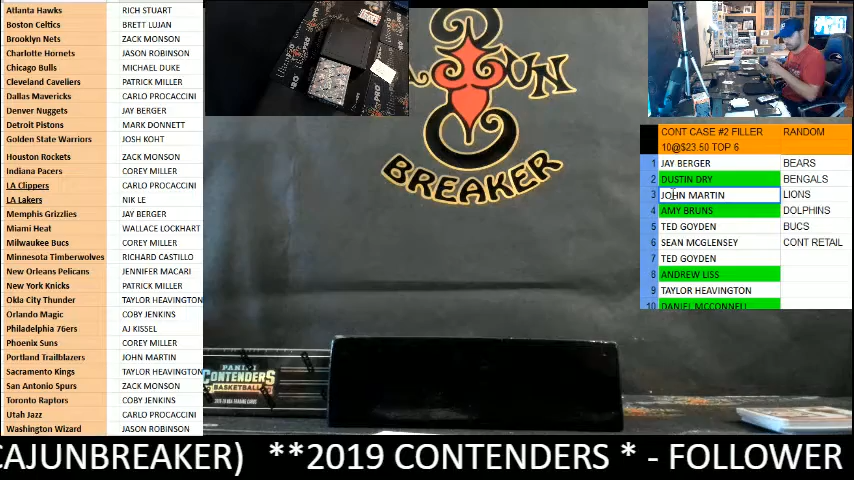 Atlanta Hawks RICH STUART
Boston Celtics BRETT LUJAN
Brooklyn Nets ZACK MONSON
Charlotte Hornets JASON ROBINSON
Chicago Bulls MICHAEL DUKE
Cleveland Caveliers PATRICK MILLER
Dallas Mavericks CARLO PROCACCINI
Denver Nuggets JAY BERGER
Detroit Pistons MARK DONNETT
Golden State Warriors JOSH KOHT
Houston Rockets ZACK MONSON
Indiana Pacers COREY MILLER
LA Clippers CARLO PROCACCINI
LA Lakers NIK LE
Memphis Grizzlies JAY BERGER
Miami Heat WALLACE LOCKHART
Milwaukee Bucs COREY MILLER
Minnesota Timberwolves RICHARD CASTILLO
New Orleans Pelicans JENNIFER MACARI
New York Knicks PATRICK MILLER
Okla City Thunder TAYLOR HEAVINGTON
Orlando Magic COBY JENKINS
Philadelphia 76ers AJ KISSEL
Phoenix Suns COREY MILLER
Portland Trailblazers JOHN MARTIN
Sacramento Kings TAYLOR HEAVINGTON
San Antonio Spurs ZACK MONSON
Toronto Raptors COBY JENKINS
Utah Jazz CARLO PROCACCINI
Washington Wizard JASON ROBINSON
UN
BREAKER
PANINI
CONTENDERS
BASKETBALL
CONT CASE #2 FILLER RANDOM
10@$23.50 TOP 6
1 JAY BERGER BEARS
2 DUSTIN DRY BENGALS
3 JOHN MARTIN LIONS
4 AMY BRUNS DOLPHINS
5 TED GOYDEN BUCS
6 SEAN MCGLENSEY CONT RETAIL
7 TED GOYDEN
8 ANDREW LISS
9 TAYLOR HEAVINGTON
10 DANIEL MCCONNELL
CAJUNBREAKER) **2019 CONTENDERS * - FOLLOWER